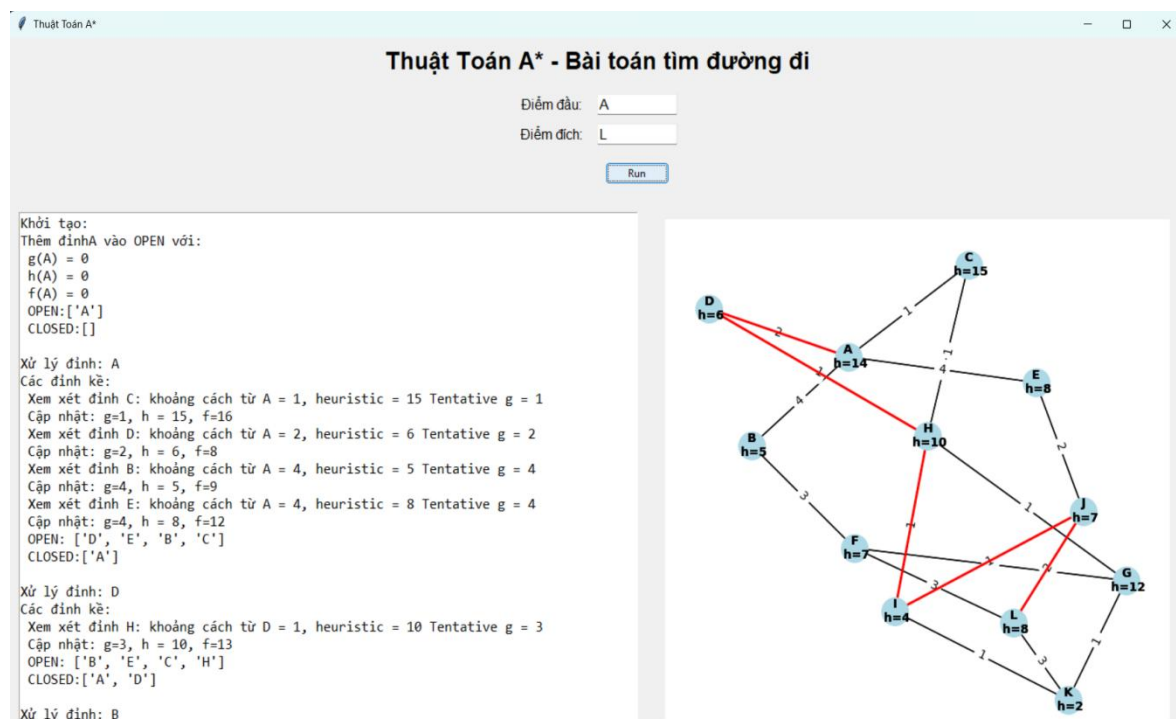 Thuật Toán A*
Thuật Toán A* - Bài toán tìm đường đi
Điểm đầu: A
Điểm đích: L
Run
Khởi tạo:
Thêm đỉnhA vào OPEN với:
g(A) = 0
h(A) = 0
f(A) = 0
OPEN:['A']
CLOSED:[]
Xử lý đỉnh: A
Các đỉnh kề:
Xem xét đỉnh C: khoảng cách từ A = 1, heuristic = 15 Tentative g = 1
Cập nhật: g=1, h = 15, f=16
Xem xét đỉnh D: khoảng cách từ A = 2, heuristic = 6 Tentative g = 2
Cập nhật: g=2, h = 6, f=8
Xem xét đỉnh B: khoảng cách từ A = 4, heuristic = 5 Tentative g = 4
Cập nhật: g=4, h = 5, f=9
Xem xét đỉnh E: khoảng cách từ A = 4, heuristic = 8 Tentative g = 4
Cập nhật: g=4, h = 8, f=12
OPEN: ['D', 'E', 'B', 'C']
CLOSED:['A']
Xử lý đỉnh: D
Các đỉnh kề:
Xem xét đỉnh H: khoảng cách từ D = 1, heuristic = 10 Tentative g = 3
Cập nhật: g=3, h = 10, f=13
OPEN: ['B', 'E', 'C', 'H']
CLOSED:['A', 'D']
Xử lý đỉnh: B
C
h=15
D
h=6
1
2
A
h=14
1
1
4
E
h=8
4
H
h=10
B
h=5
2
3
1
J
h=7
1
F
h=7
1
2
G
h=12
3
I
h=4
L
h=8
1
3
1
K
h=2